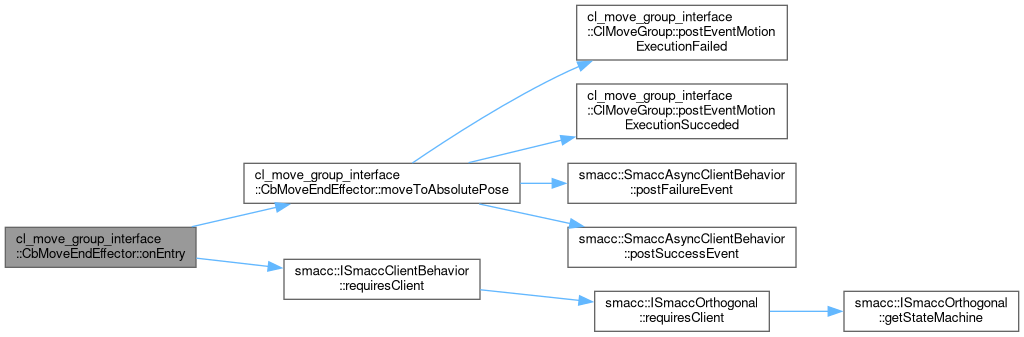 cl_move_group_interface
::ClMoveGroup::postEventMotion
ExecutionFailed
cl_move_group_interface
::ClMoveGroup::postEventMotion
ExecutionSucceded
cl_move_group_interface
::CbMoveEndEffector::moveToAbsolutePose
smacc::SmaccAsyncClientBehavior
::postFailureEvent
smacc::SmaccAsyncClientBehavior
::postSuccessEvent
cl_move_group_interface
::CbMoveEndEffector::onEntry
smacc::ISmaccClientBehavior
::requiresClient
smacc::ISmaccOrthogonal
::requiresClient
smacc::ISmaccOrthogonal
::getStateMachine